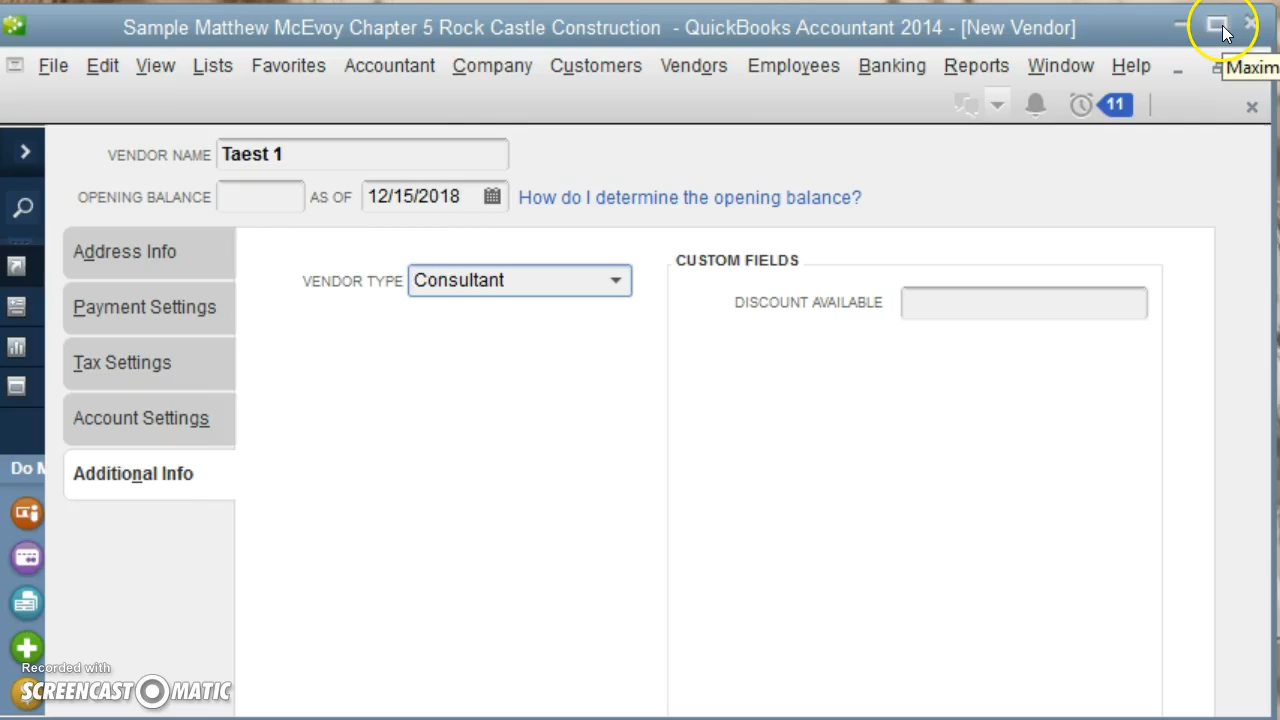 Sample Matthew McEvoy Chapter 5 Rock Castle Construction - QuickBooks Accountant 2014 - [New Vendor]
File Edit View Lists Favorites Accountant Company Customers Vendors Employees Banking Reports Window Help
Maxim
11
VENDOR NAME Taest 1
OPENING BALANCE AS OF 12/15/2018 How do I determine the opening balance?
Address Info
CUSTOM FIELDS
VENDOR TYPE Consultant
DISCOUNT AVAILABLE
Payment Settings
Tax Settings
Account Settings
Additional Info
Do M
Recorded with
SCREENCAST MATIC